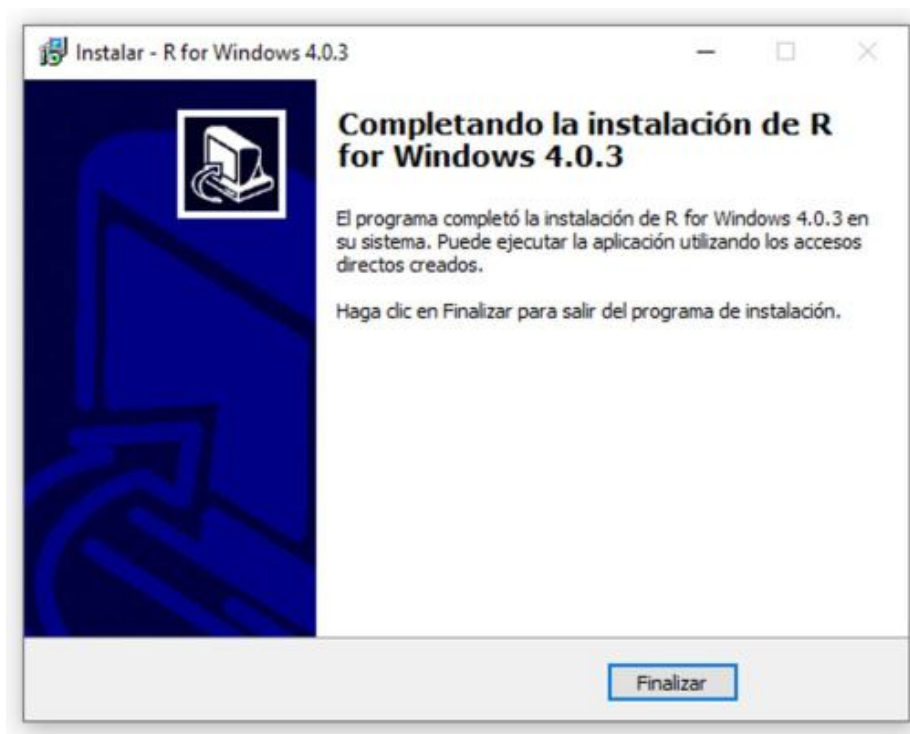 Instalar - R for Windows 4.0.3
Completando la instalación de R
for Windows 4.0.3
El programa completó la instalación de R for Windows 4.0.3 en
su sistema. Puede ejecutar la aplicación utilizando los accesos
directos creados.
Haga clic en Finalizar para salir del programa de instalación.
Finalizar